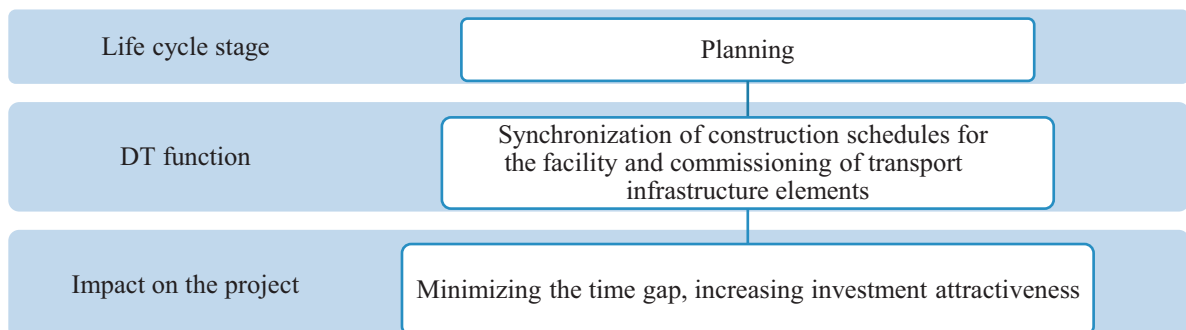 Life cycle stage
Planning
DT function
Synchronization of construction schedules for
the facility and commissioning of transport
infrastructure elements
Impact on the project
Minimizing the time gap, increasing investment attractiveness